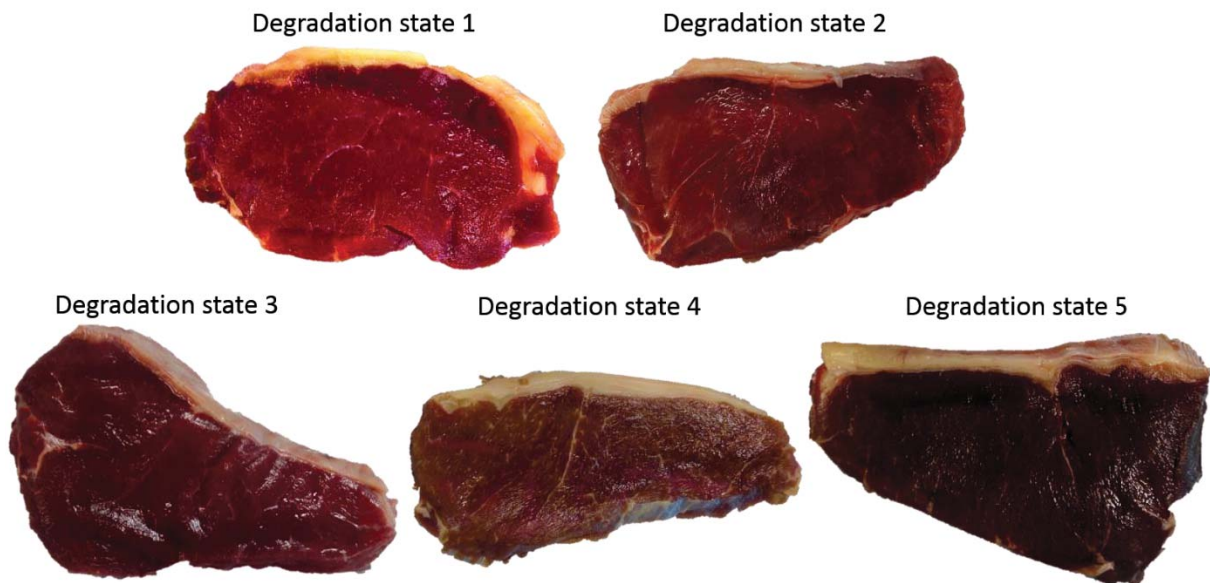 Degradation state 1
Degradation state 2
Degradation state 3
Degradation state 4
Degradation state 5